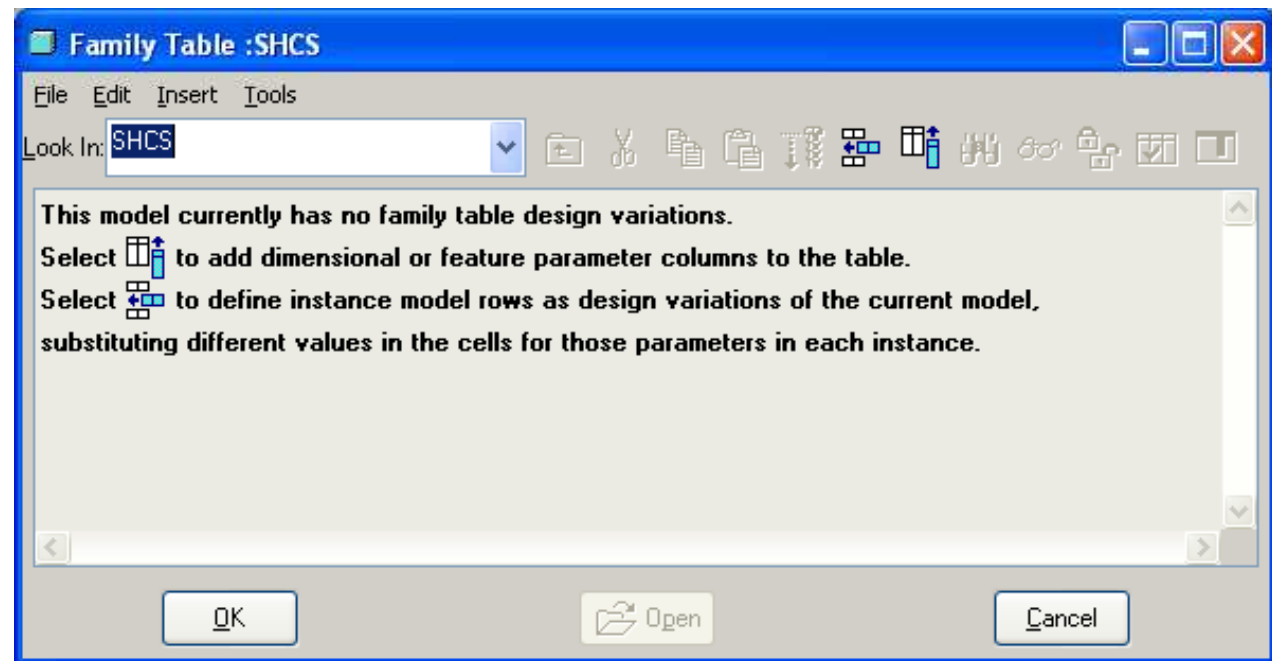 Family Table :SHCS
File Edit Insert Tools
Look In: SHCS
This model currently has no family table design variations.
Select to add dimensional or feature parameter columns to the table.
Select to define instance model rows as design variations of the current model,
substituting different values in the cells for those parameters in each instance.
OK Open Cancel